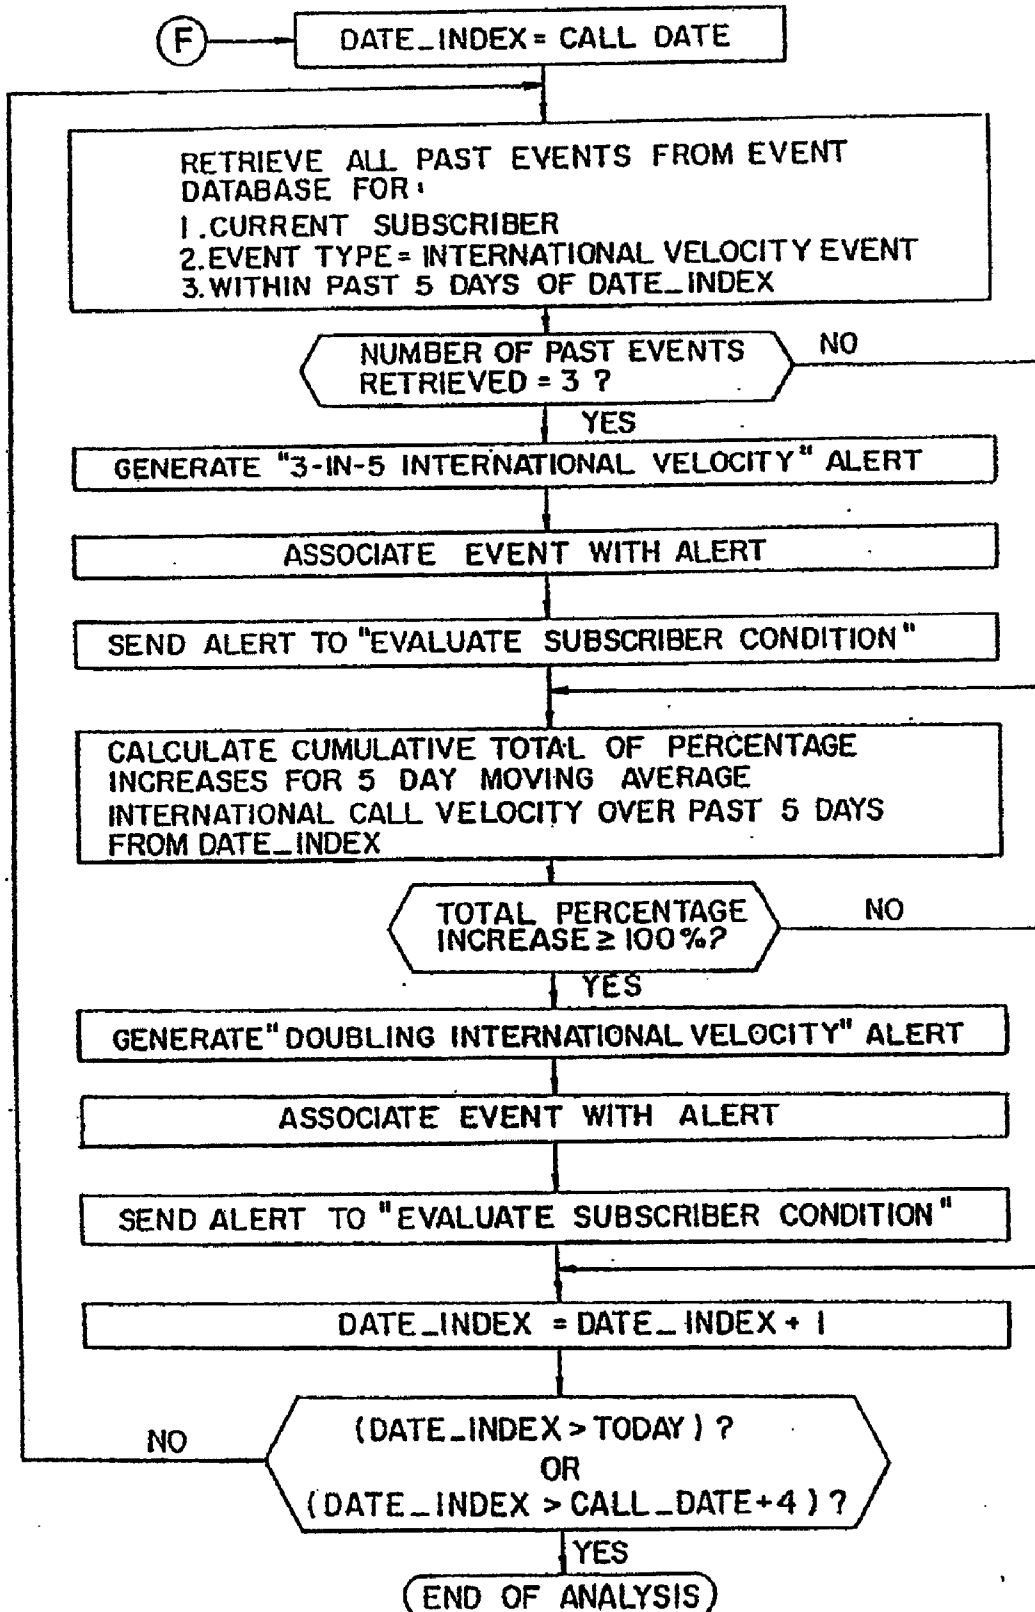 F
DATE_INDEX = CALL DATE
RETRIEVE ALL PAST EVENTS FROM EVENT
DATABASE FOR:
1. CURRENT SUBSCRIBER
2. EVENT TYPE = INTERNATIONAL VELOCITY EVENT
3. WITHIN PAST 5 DAYS OF DATE_INDEX
NUMBER OF PAST EVENTS
RETRIEVED = 3 ?
NO
YES
GENERATE "3-IN-5 INTERNATIONAL VELOCITY" ALERT
ASSOCIATE EVENT WITH ALERT
SEND ALERT TO "EVALUATE SUBSCRIBER CONDITION"
CALCULATE CUMULATIVE TOTAL OF PERCENTAGE
INCREASES FOR 5 DAY MOVING AVERAGE
INTERNATIONAL CALL VELOCITY OVER PAST 5 DAYS
FROM DATE_INDEX
TOTAL PERCENTAGE
INCREASE ≥ 100%?
NO
YES
GENERATE "DOUBLING INTERNATIONAL VELOCITY" ALERT
ASSOCIATE EVENT WITH ALERT
SEND ALERT TO "EVALUATE SUBSCRIBER CONDITION"
DATE_INDEX = DATE_INDEX + 1
(DATE_INDEX > TODAY) ?
OR
(DATE_INDEX > CALL_DATE+4) ?
NO
YES
END OF ANALYSIS